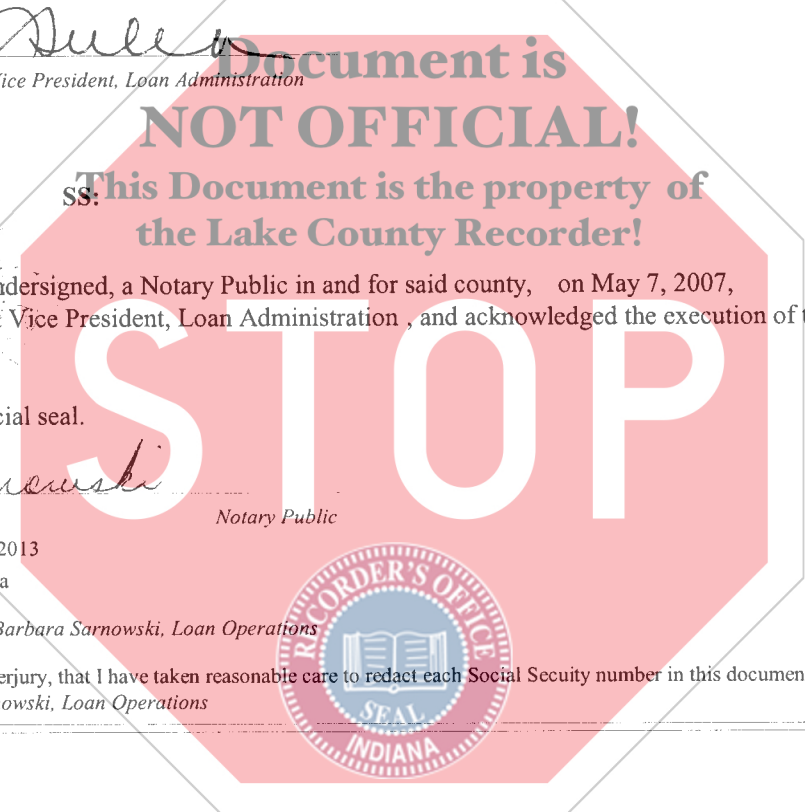 Vice President, Loan Administration
Document is
NOT OFFICIAL!
This Document is the property of
the Lake County Recorder!
SS:
ndersigned, a Notary Public in and for said county, on May 7, 2007,
t Vice President, Loan Administration , and acknowledged the execution of t
STOP
cial seal.
nowski
Notary Public
2013
a
Barbara Sarnowski, Loan Operations
erjury, that I have taken reasonable care to redact each Social Secuity number in this documen
owski, Loan Operations
RECORDER'S OFFICE
SEAL
INDIANA